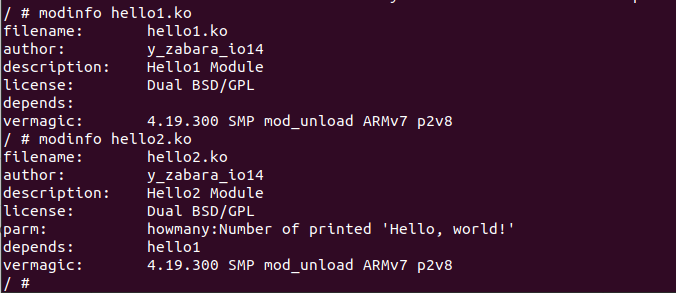 / # modinfo hello1.ko
filename:       hello1.ko
author:         y_zabara_io14
description:    Hello1 Module
license:        Dual BSD/GPL
depends:
vermagic:       4.19.300 SMP mod_unload ARMv7 p2v8
/ # modinfo hello2.ko
filename:       hello2.ko
author:         y_zabara_io14
description:    Hello2 Module
license:        Dual BSD/GPL
parm:           howmany:Number of printed 'Hello, world!'
depends:        hello1
vermagic:       4.19.300 SMP mod_unload ARMv7 p2v8
/ #